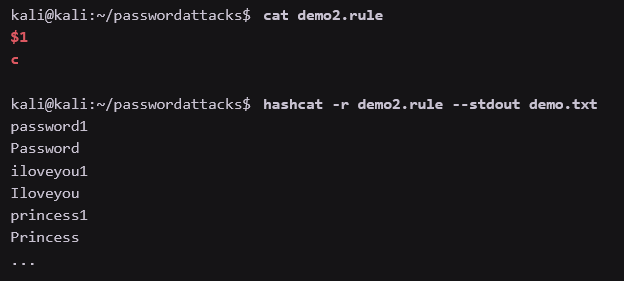 kali@kali:~/passwordattacks$ cat demo2.rule
$1
c
kali@kali:~/passwordattacks$ hashcat -r demo2.rule --stdout demo.txt
password1
Password
iloveyou1
Iloveyou
princess1
Princess
...